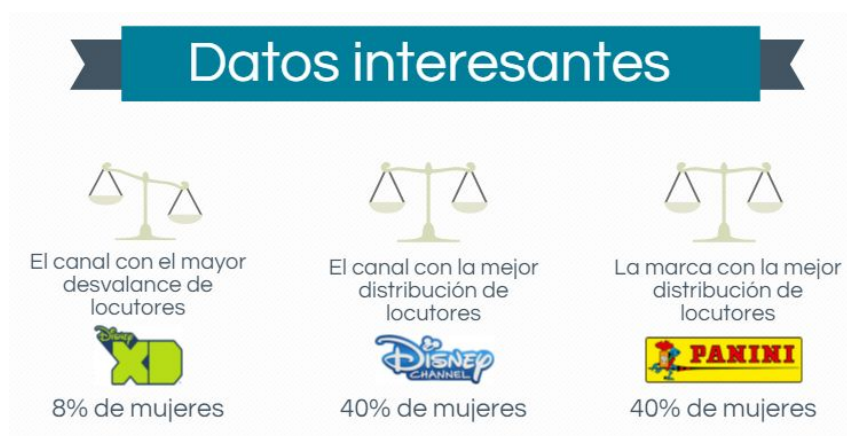 Datos interesantes
El canal con el mayor
desvalance de
locutores
Disney
XD
8% de mujeres
El canal con la mejor
distribución de
locutores
Disney
CHANNEL
40% de mujeres
La marca con la mejor
distribución de
locutores
PANINI
40% de mujeres